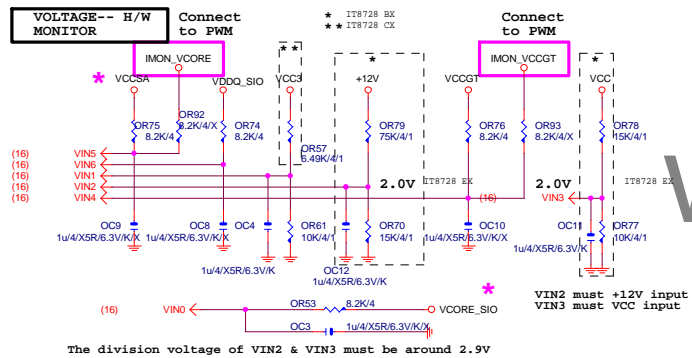 VOLTAGE-- H/W
MONITOR
Connect
to PWM
* IT8728 BX
** IT8728 CX
Connect
to PWM
IMON_VCORE
**
*
IMON_VCCGT
*
*
VCCSA
VDDQ_SIO
VCC3
+12V
VCCGT
VCC
OR75
8.2K/4
OR92
8.2K/4/X
OR74
8.2K/4
OR57
6.49K/4/1
OR79
75K/4/1
OR76
8.2K/4
OR93
8.2K/4/X
OR78
15K/4/1
(16) VIN5
(16) VIN6
(16) VIN1
(16) VIN2
(16) VIN4
2.0V
IT8728 EX
(16)
2.0V
VIN3
IT8728 EX
OC9
1u/4/X5R/6.3V/K/X
OC8
1u/4/X5R/6.3V/K/X
OC4
1u/4/X5R/6.3V/K
OR61
10K/4/1
OC12
1u/4/X5R/6.3V/K
OR70
15K/4/1
OC10
1u/4/X5R/6.3V/K/X
OC11
1u/4/X5R/6.3V/K
OR77
10K/4/1
*
(16) VIN0
OR53
8.2K/4
VCORE_SIO
OC3
1u/4/X5R/6.3V/K/X
VIN2 must +12V input
VIN3 must VCC input
The division voltage of VIN2 & VIN3 must be around 2.9V